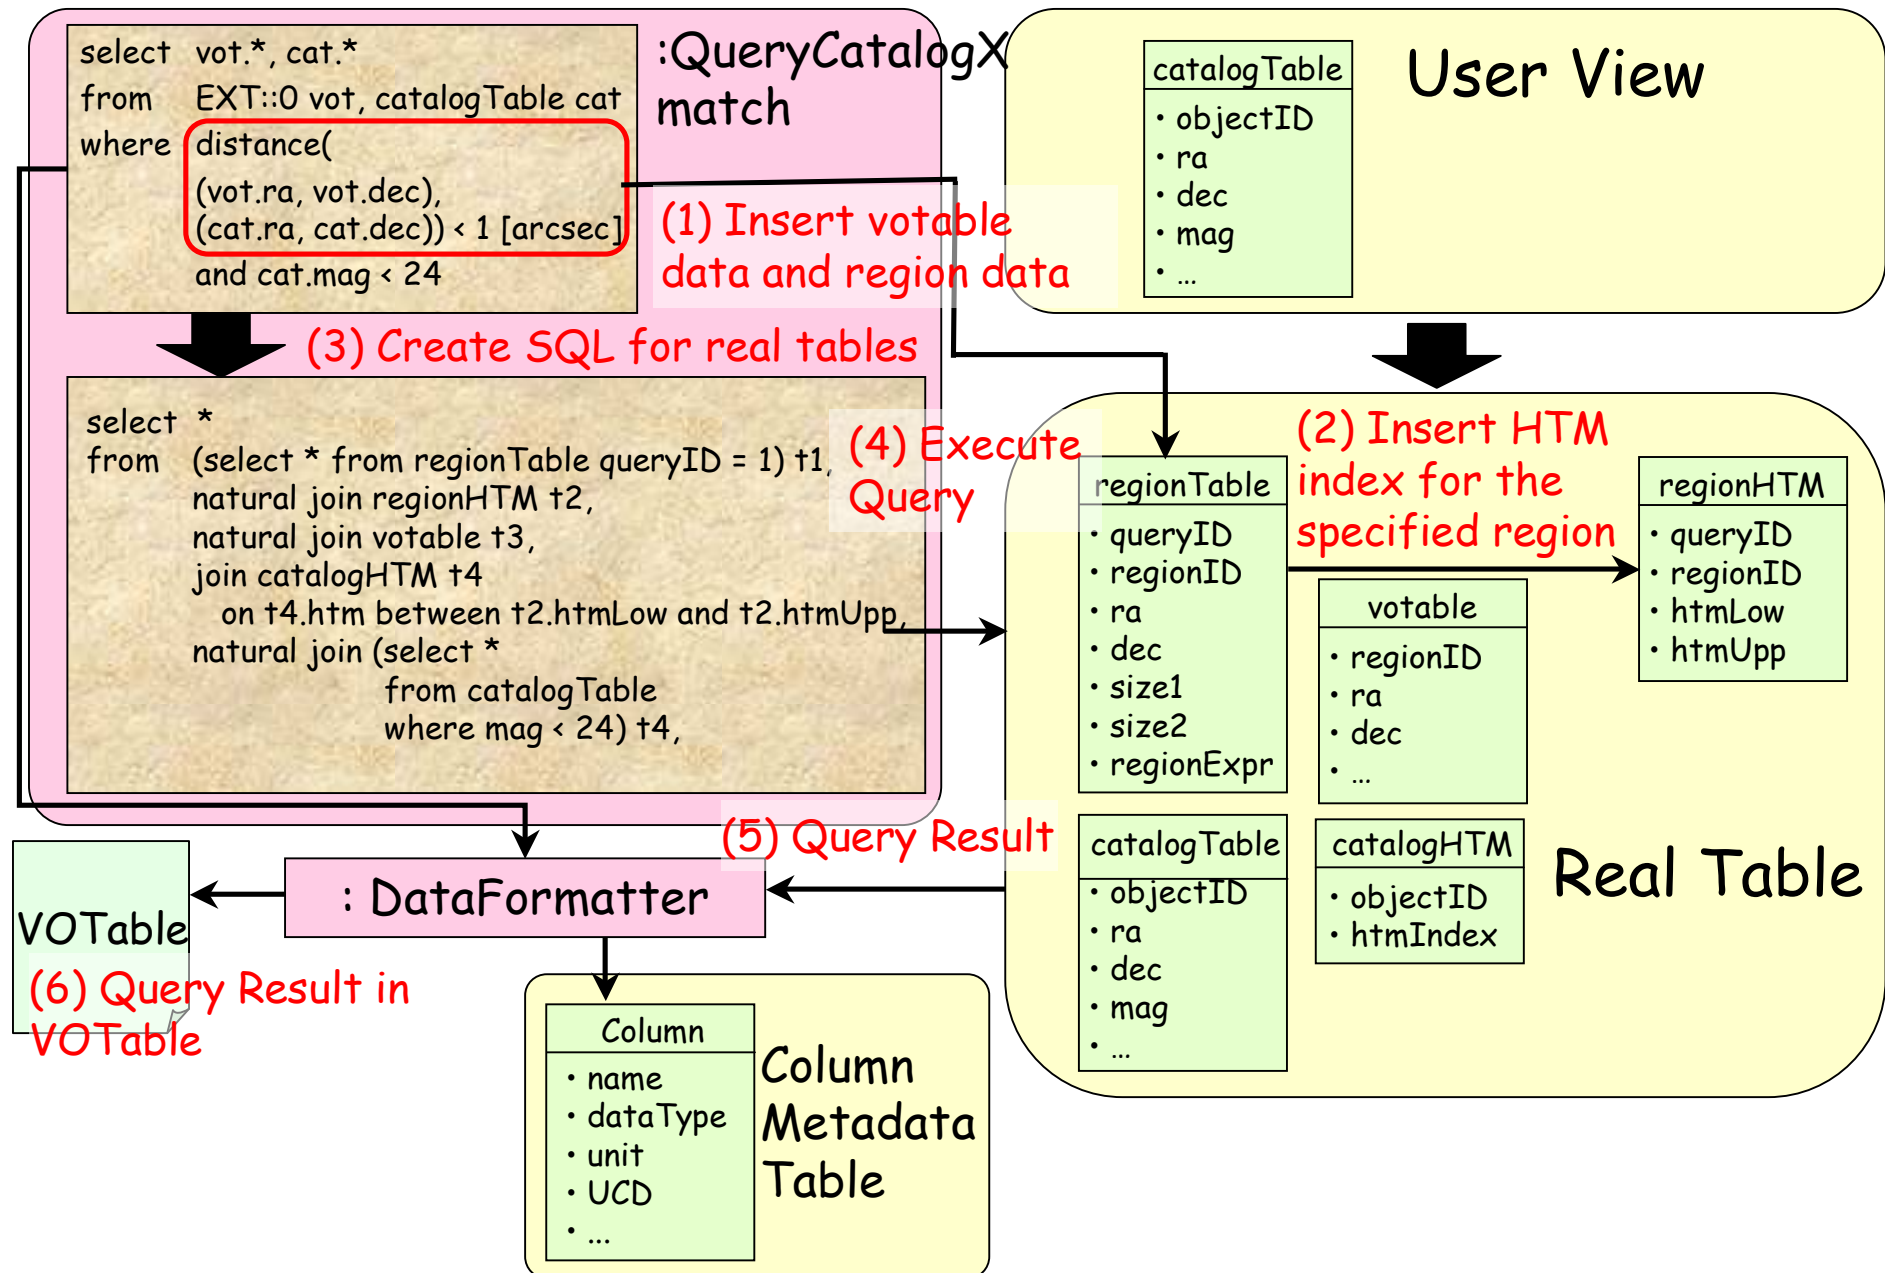 select vot.*, cat.*
from EXT::0 vot, catalogTable cat
where distance(
(vot.ra, vot.dec),
(cat.ra, cat.dec)) < 1 [arcsec]
and cat.mag < 24
:QueryCatalogX
match
(1) Insert votable
data and region data
(3) Create SQL for real tables
select *
from (select * from regionTable queryID = 1) t1,
natural join regionHTM t2,
natural join votable t3,
join catalogHTM t4
on t4.htm between t2.htmLow and t2.htmUpp,
natural join (select *
from catalogTable
where mag < 24) t4,
(4) Execute
Query
User View
catalogTable
・objectID
・ra
・dec
・mag
・...
(2) Insert HTM
index for the
specified region
regionTable
・queryID
・regionID
・ra
・dec
・size1
・size2
・regionExpr
regionHTM
・queryID
・regionID
・htmLow
・htmUpp
votable
・regionID
・ra
・dec
・...
catalogTable
・objectID
・ra
・dec
・mag
・...
catalogHTM
・objectID
・htmIndex
Real Table
(5) Query Result
: DataFormatter
VOTable
(6) Query Result in
VOTable
Column
・name
・dataType
・unit
・UCD
・...
Column
Metadata
Table